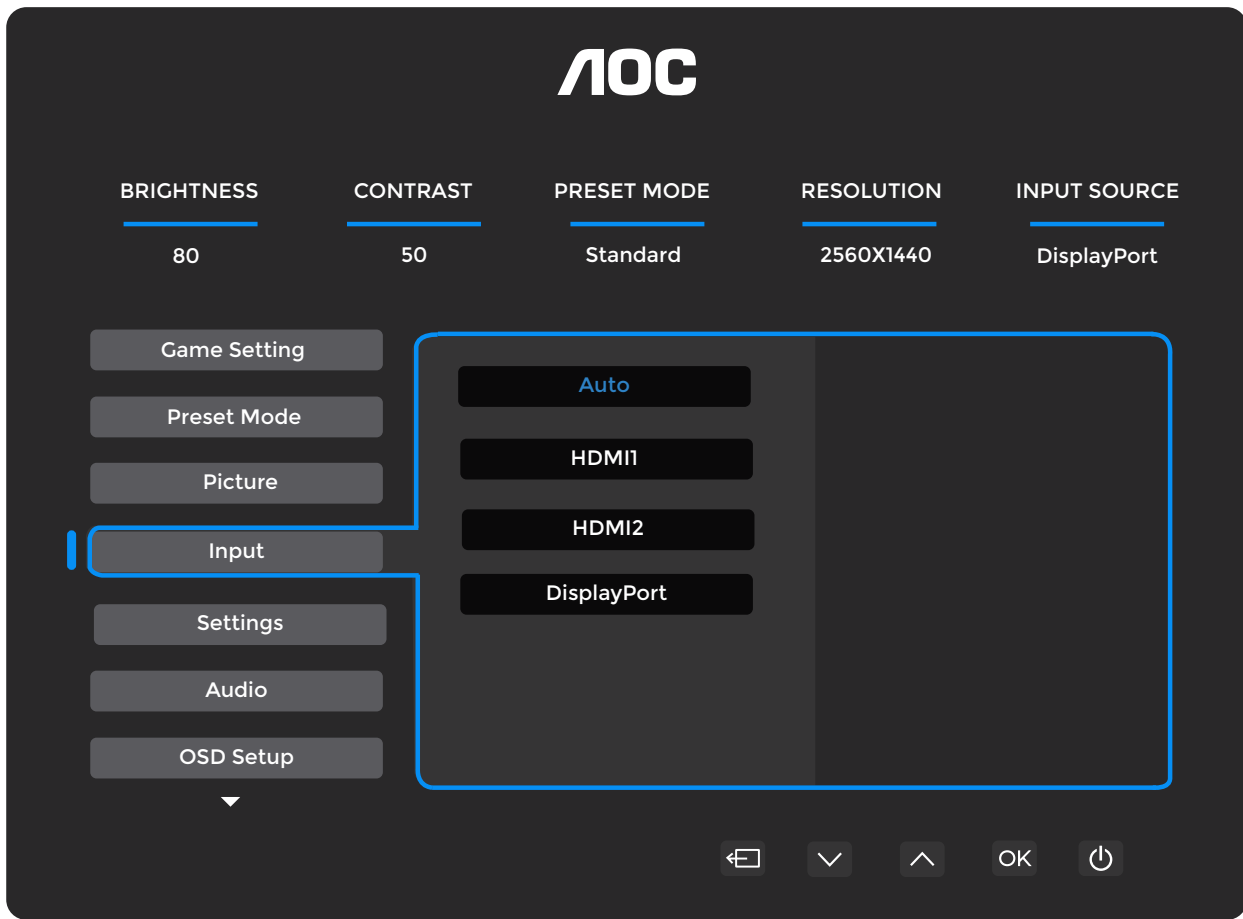 AOC
BRIGHTNESS CONTRAST PRESET MODE RESOLUTION INPUT SOURCE
80 50 Standard 2560X1440 DisplayPort
Game Setting
Preset Mode
Picture
Input
Settings
Audio
OSD Setup
Auto
HDMI1
HDMI2
DisplayPort
OK